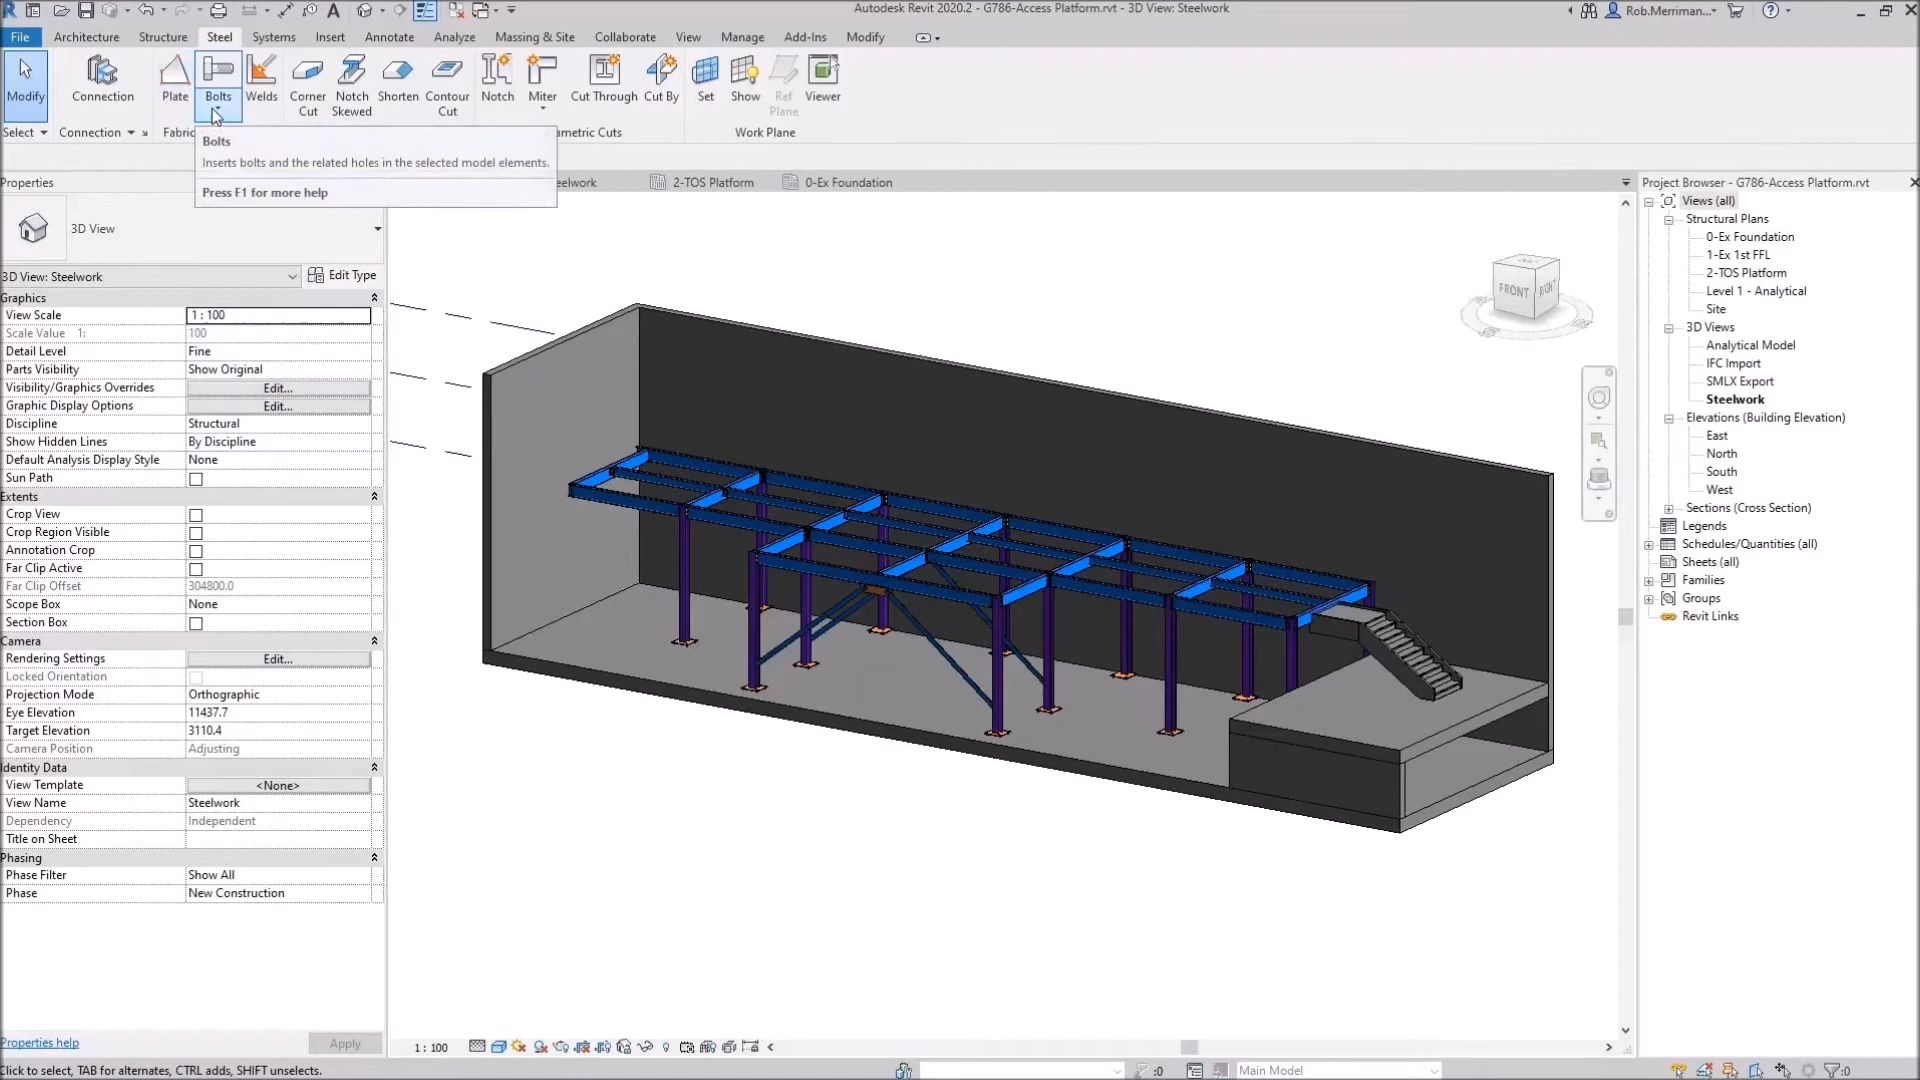 Autodesk Revit 2020.2 - G786-Access Platform.rvt - 3D View: Steelwork
Rob.Merriman...
File Architecture Structure Steel Systems Insert Annotate Analyze Massing & Site Collaborate View Manage Add-Ins Modify
Modify Connection Plate Bolts Welds Corner Cut Notch Skewed Shorten Contour Cut Notch Miter Cut Through Cut By Set Show Ref Plane Viewer
Select Connection Fabric ametric Cuts Work Plane
Bolts
Inserts bolts and the related holes in the selected model elements.
Press F1 for more help
eelwork 2-TOS Platform 0-Ex Foundation
Properties
3D View
3D View: Steelwork Edit Type
Graphics
View Scale 1 : 100
Scale Value 1: 100
Detail Level Fine
Parts Visibility Show Original
Visibility/Graphics Overrides Edit...
Graphic Display Options Edit...
Discipline Structural
Show Hidden Lines By Discipline
Default Analysis Display Style None
Sun Path
Extents
Crop View
Crop Region Visible
Annotation Crop
Far Clip Active
Far Clip Offset 304800.0
Scope Box None
Section Box
Camera
Rendering Settings Edit...
Locked Orientation
Projection Mode Orthographic
Eye Elevation 11437.7
Target Elevation 3110.4
Camera Position Adjusting
Identity Data
View Template <None>
View Name Steelwork
Dependency Independent
Title on Sheet
Phasing
Phase Filter Show All
Phase New Construction
Properties help Apply
FRONT RIGHT
Project Browser - G786-Access Platform.rvt
Views (all)
Structural Plans
0-Ex Foundation
1-Ex 1st FFL
2-TOS Platform
Level 1 - Analytical
Site
3D Views
Analytical Model
IFC Import
SMLX Export
Steelwork
Elevations (Building Elevation)
East
North
South
West
Sections (Cross Section)
Legends
Schedules/Quantities (all)
Sheets (all)
Families
Groups
Revit Links
1 : 100
Click to select, TAB for alternates, CTRL adds, SHIFT unselects.
:0 Main Model :0